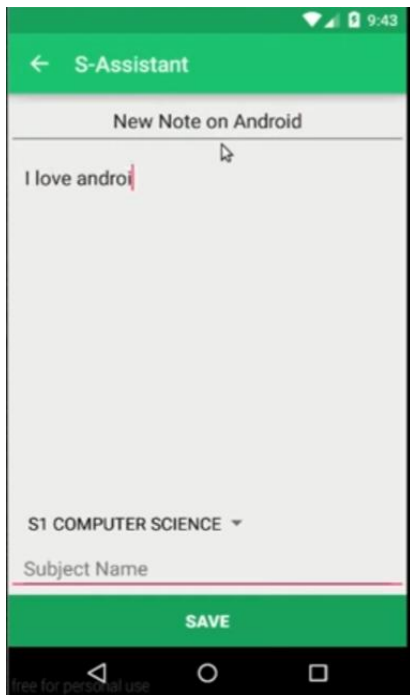 9:43
S-Assistant
New Note on Android
I love androi
S1 COMPUTER SCIENCE
Subject Name
SAVE
free for personal use